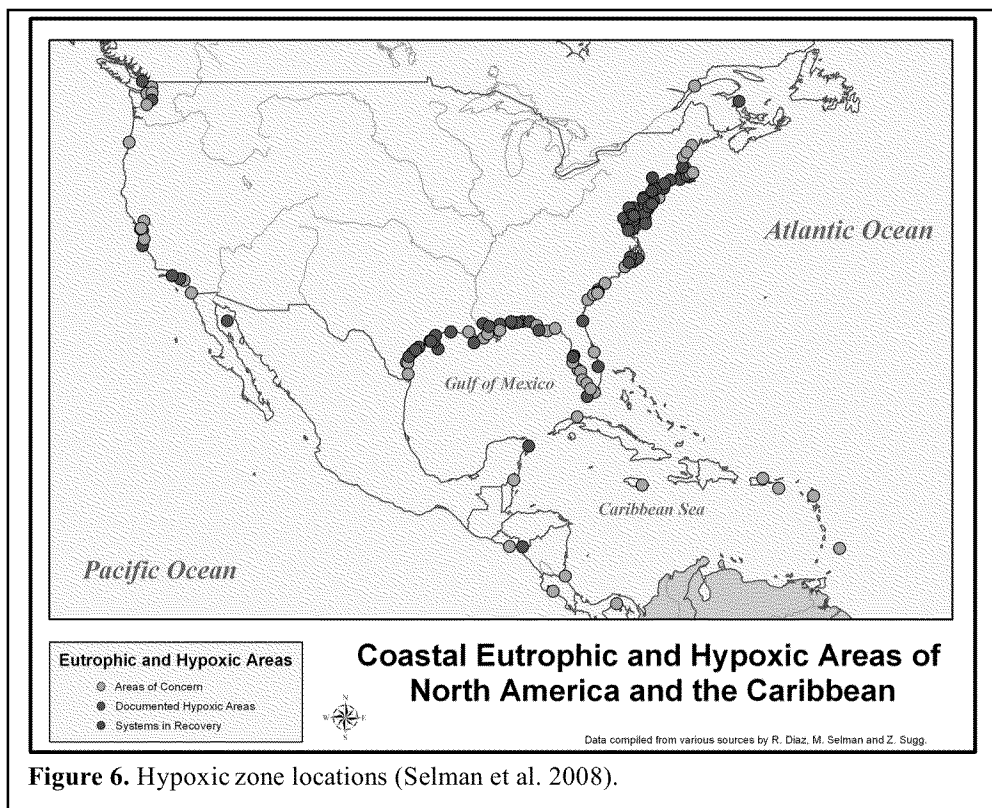 Atlantic Ocean
Gulf of Mexico
Caribbean Sea
Pacific Ocean
Eutrophic and Hypoxic Areas
Areas of Concern
Documented Hypoxic Areas
Systems in Recovery
N
W E
S
Coastal Eutrophic and Hypoxic Areas of
North America and the Caribbean
Data compiled from various sources by R. Diaz, M. Selman and Z. Sugg.
Figure 6. Hypoxic zone locations (Selman et al. 2008).